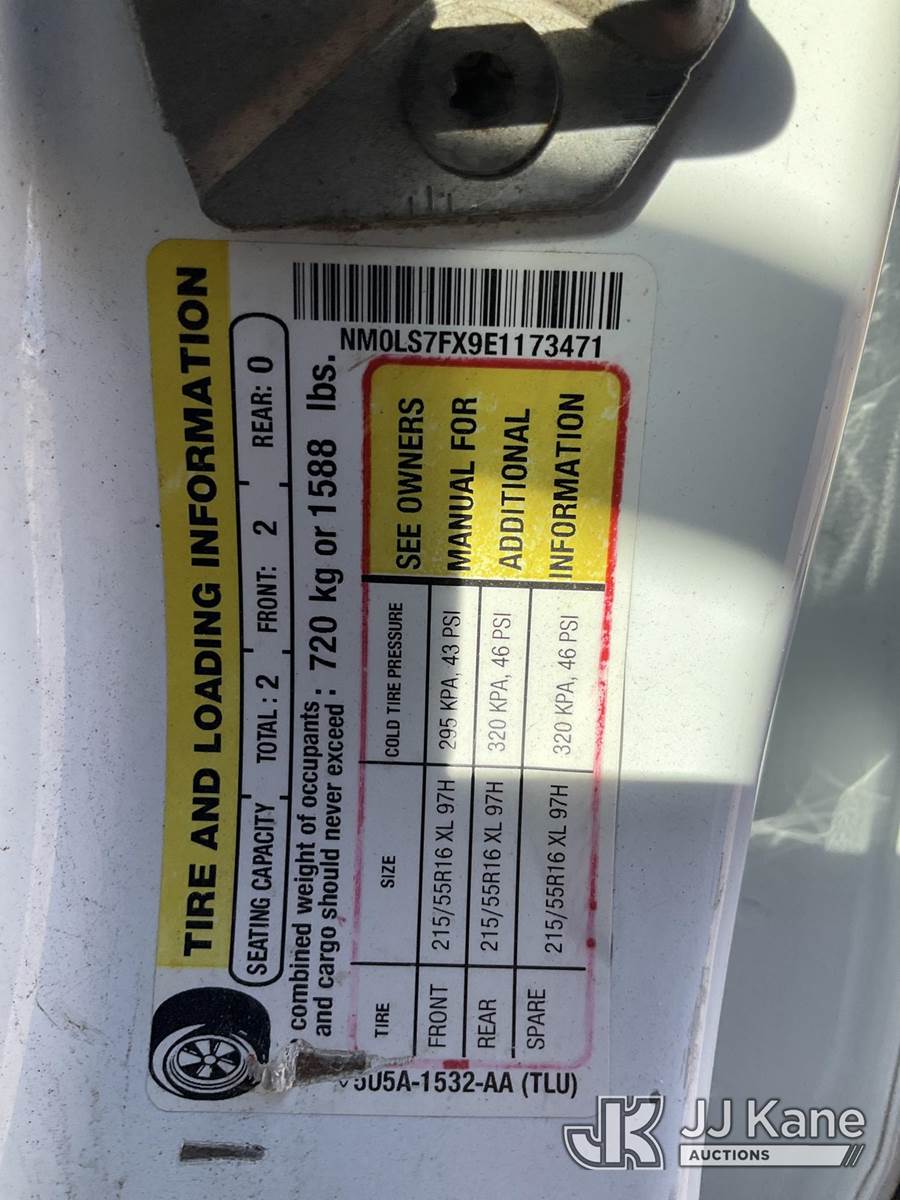 TIRE AND LOADING INFORMATION
SEATING CAPACITY TOTAL : 2 FRONT: 2 REAR: 0
combined weight of occupants
and cargo should never exceed : 720 kg or 1588 lbs.
NM0LS7FX9E1173471
TIRE SIZE COLD TIRE PRESSURE
FRONT 215/55R16 XL 97H 295 KPA, 43 PSI
REAR 215/55R16 XL 97H 320 KPA, 46 PSI
SPARE 215/55R16 XL 97H 320 KPA, 46 PSI
SEE OWNERS
MANUAL FOR
ADDITIONAL
INFORMATION
5U5A-1532-AA (TLU)
JK JJ Kane
AUCTIONS